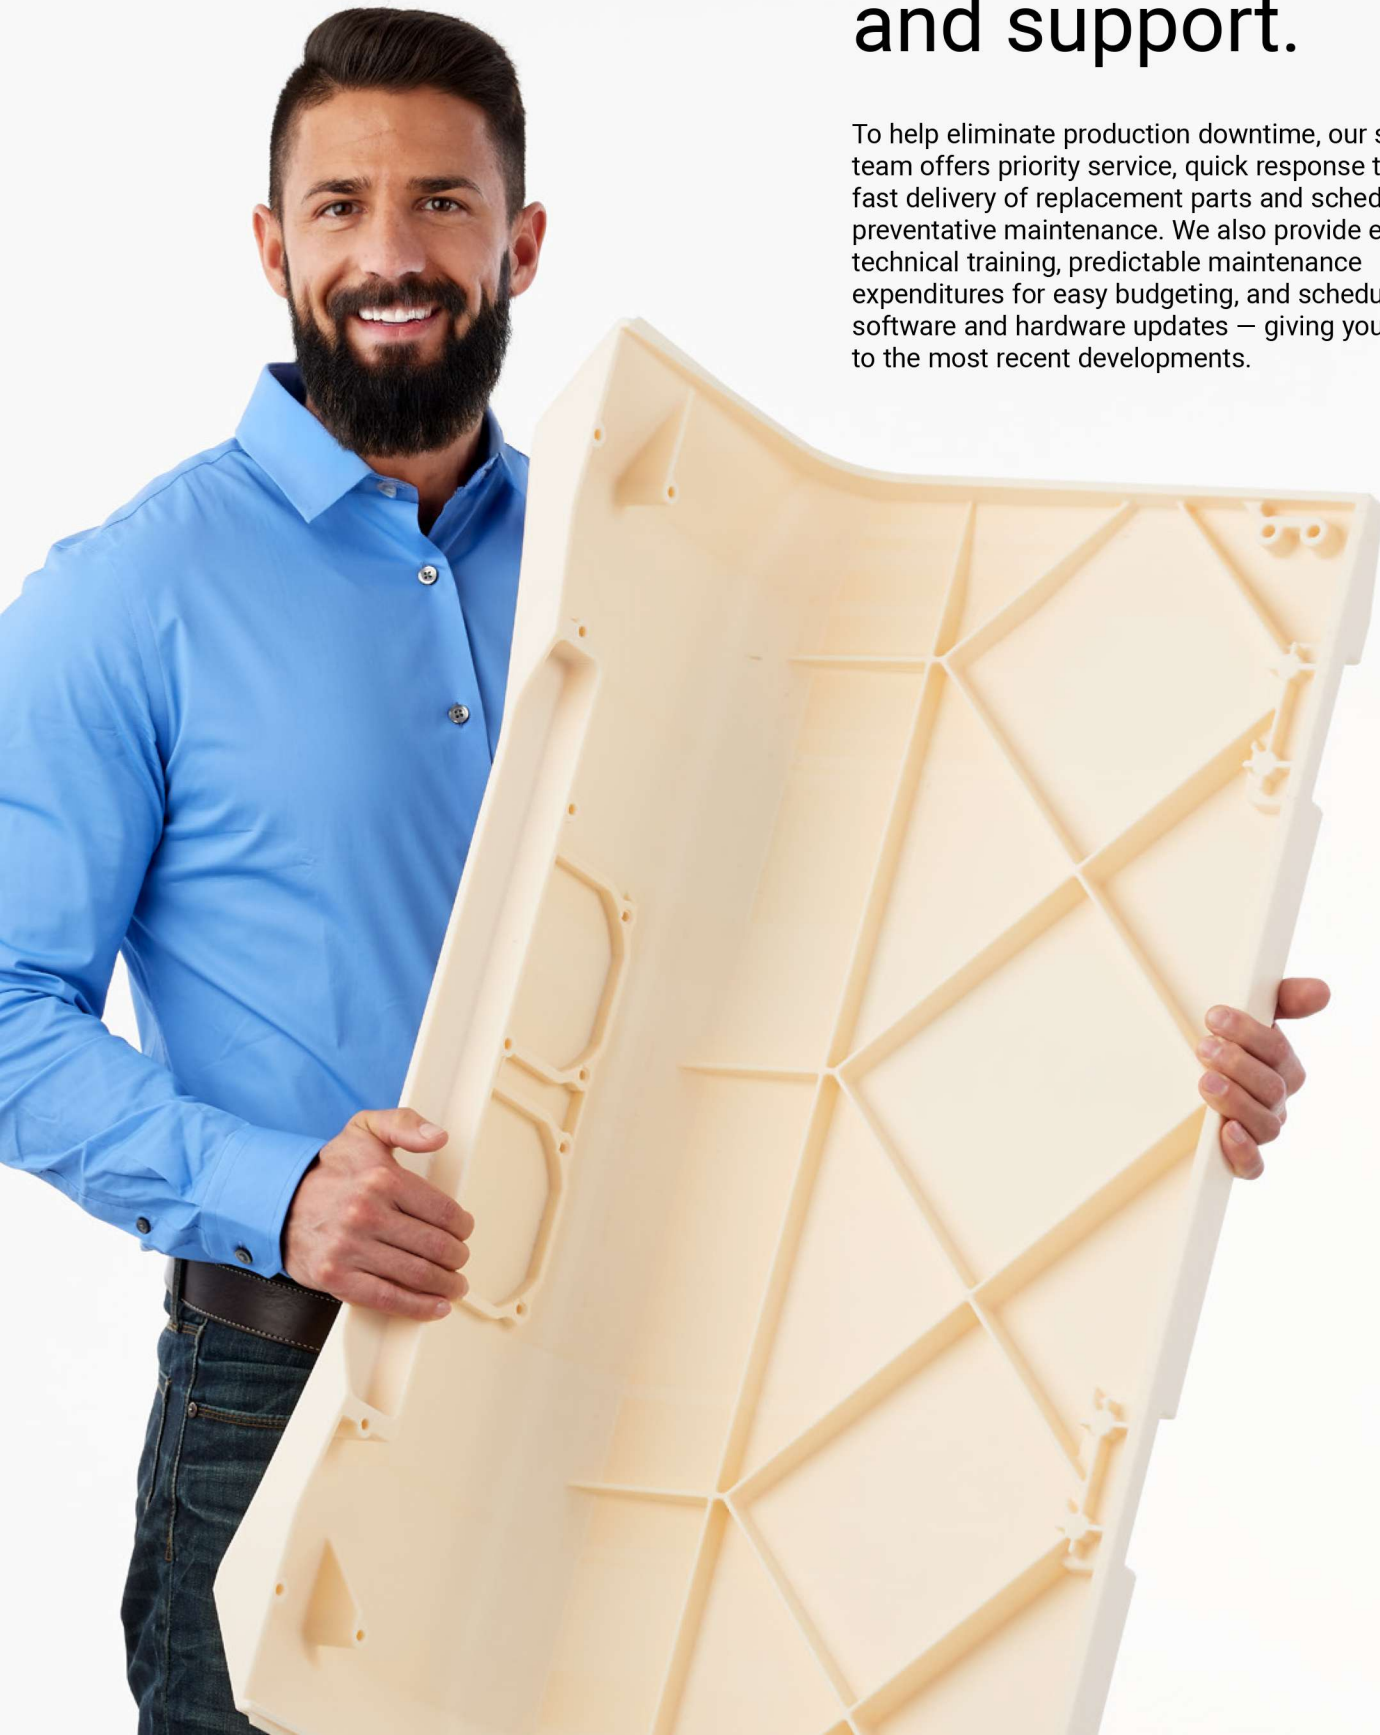 and support.
To help eliminate production downtime, our
team offers priority service, quick response
fast delivery of replacement parts and
preventative maintenance. We also provide
technical training, predictable maintenance
expenditures for easy budgeting, and
software and hardware updates — giving you
to the most recent developments.